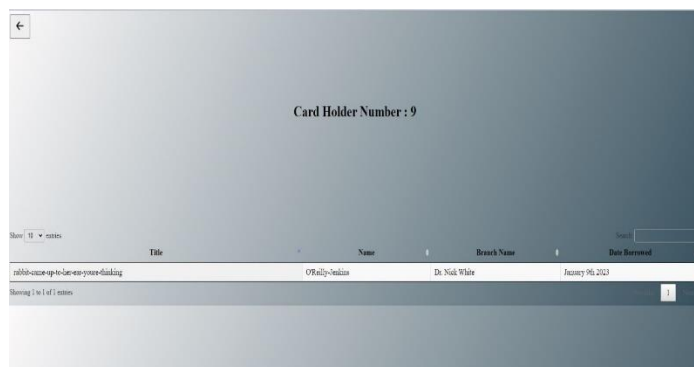 ←
Card Holder Number : 9
Show 10 entries Search
Title Name Branch Name Date Borrowed
rabbit-came-up-to-her-ear-youre-thinking O'Reilly-Jenkins Dr. Nick White January 9th 2023
Showing 1 to 1 of 1 entries 1